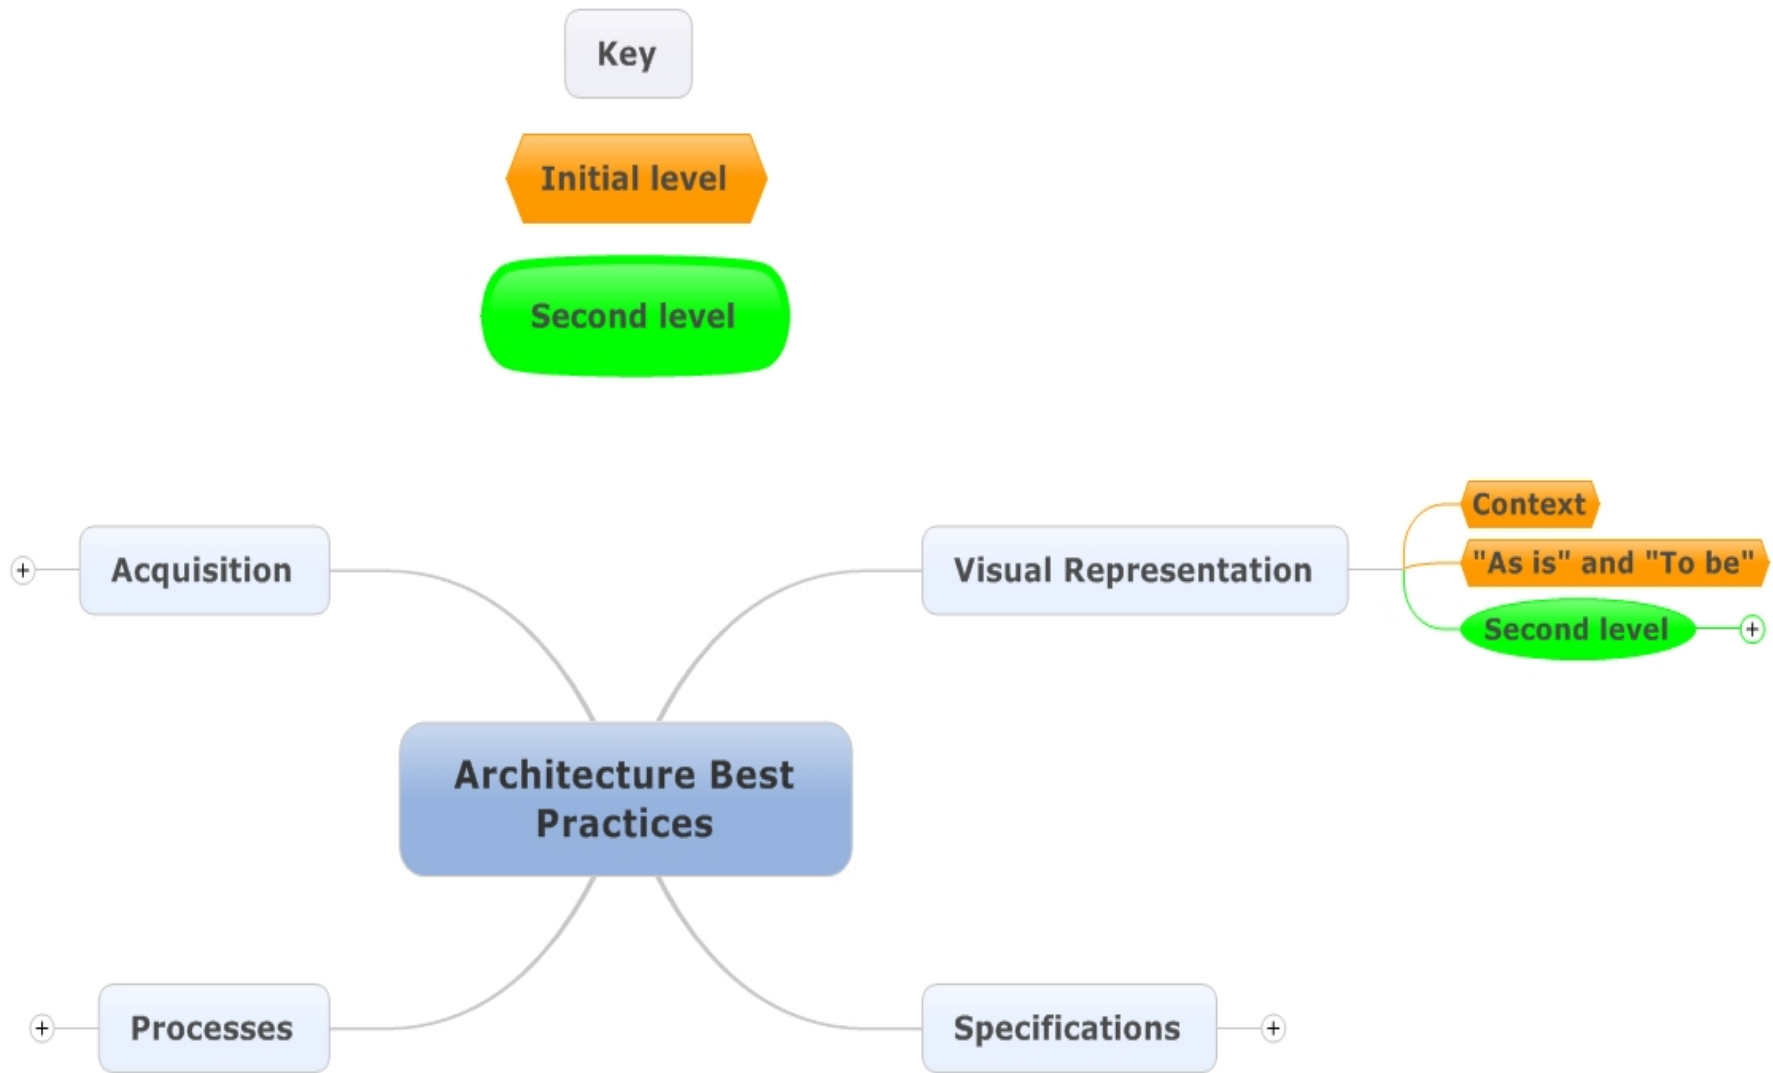 Key
Initial level
Second level
Acquisition
Visual Representation
Context
"As is" and "To be"
Second level
Architecture Best
Practices
Processes
Specifications